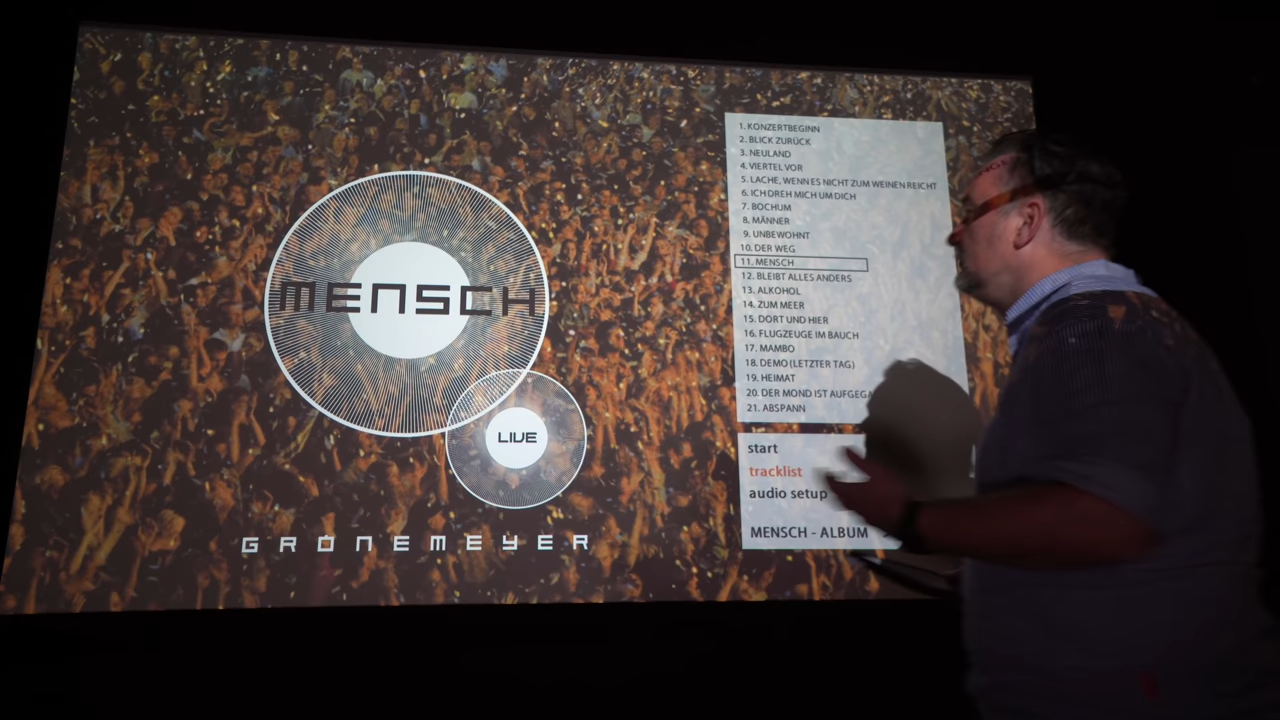 MENSCH
LIVE
GRÖNEMEYER
1. KONZERTBEGINN
2. BLICK ZURÜCK
3. NEULAND
4. VIERTEL VOR
5. LACHE, WENN ES NICHT ZUM WEINEN REICHT
6. ICH DREH MICH UM DICH
7. BOCHUM
8. MÄNNER
9. UNBEWOHNT
10. DER WEG
11. MENSCH
12. BLEIBT ALLES ANDERS
13. ALKOHOL
14. ZUM MEER
15. DORT UND HIER
16. FLUGZEUGE IM BAUCH
17. MAMBO
18. DEMO (LETZTER TAG)
19. HEIMAT
20. DER MOND IST AUFGEGA
21. ABSPANN
start
tracklist
audio setup
MENSCH - ALBUM